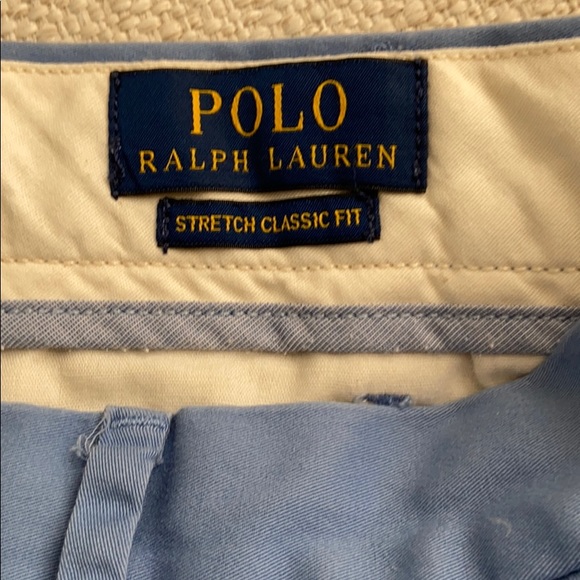 POLO
RALPH LAUREN
STRETCH CLASSIC FIT